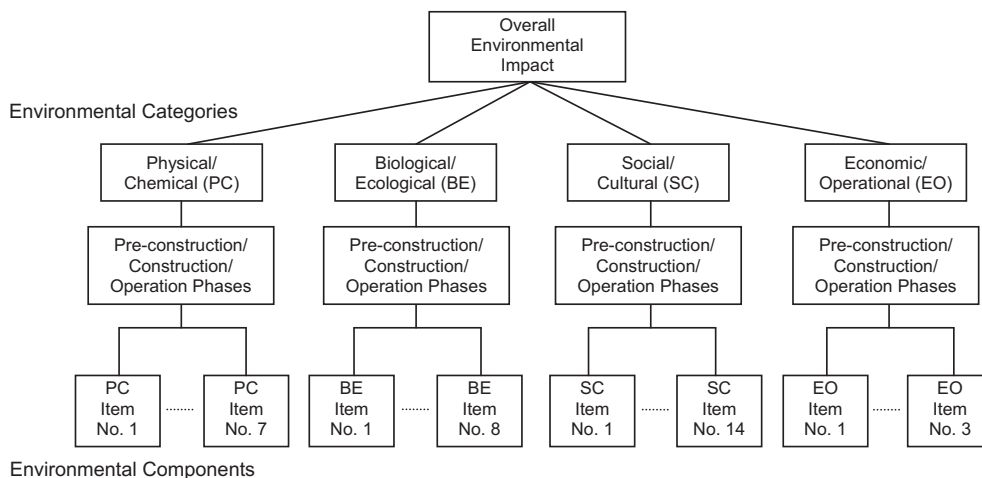 Overall
Environmental
Impact
Environmental Categories
Physical/
Chemical (PC)
Biological/
Ecological (BE)
Social/
Cultural (SC)
Economic/
Operational (EO)
Pre-construction/
Construction/
Operation Phases
Pre-construction/
Construction/
Operation Phases
Pre-construction/
Construction/
Operation Phases
Pre-construction/
Construction/
Operation Phases
PC
Item
No. 1
........
PC
Item
No. 7
BE
Item
No. 1
........
BE
Item
No. 8
SC
Item
No. 1
........
SC
Item
No. 14
EO
Item
No. 1
........
EO
Item
No. 3
Environmental Components